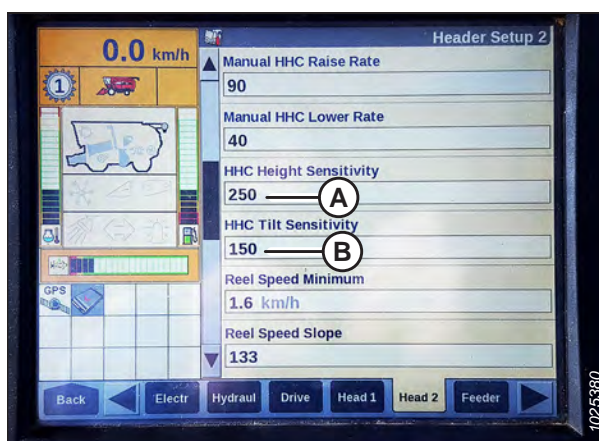 Header Setup 2
0.0 km/h
1
Manual HHC Raise Rate
90
Manual HHC Lower Rate
40
HHC Height Sensitivity
250
A
HHC Tilt Sensitivity
150
B
Reel Speed Minimum
1.6 km/h
Reel Speed Slope
133
GPS
Back Electr Hydraul Drive Head 1 Head 2 Feeder
1025380